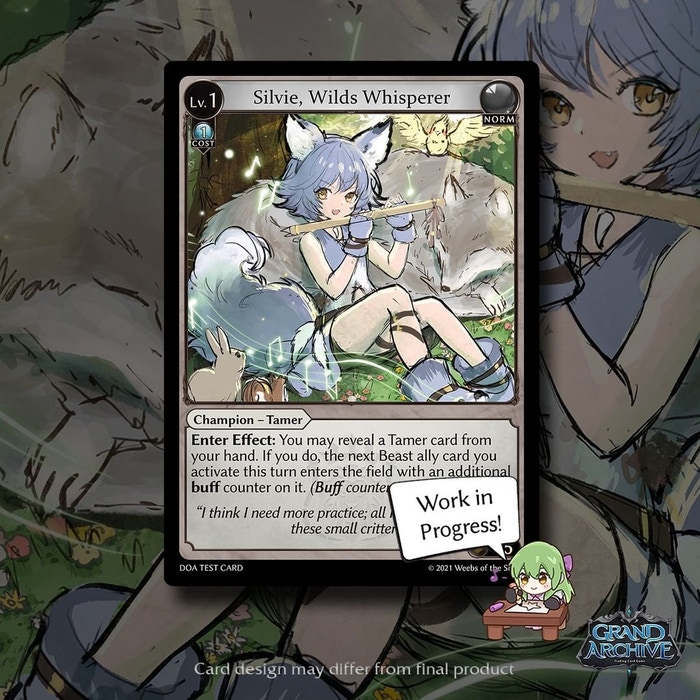 Lv. 1
Silvie, Wilds Whisperer
NORM
1
COST
Champion – Tamer
Enter Effect: You may reveal a Tamer card from
your hand. If you do, the next Beast ally card you
activate this turn enters the field with an additional
buff counter on it. (Buff counter
“I think I need more practice; all I
these small critter
Work in
Progress!
DOA TEST CARD
© 2021 Weebs of the
GRAND
ARCHIVE
Trading Card Game
Card design may differ from final product